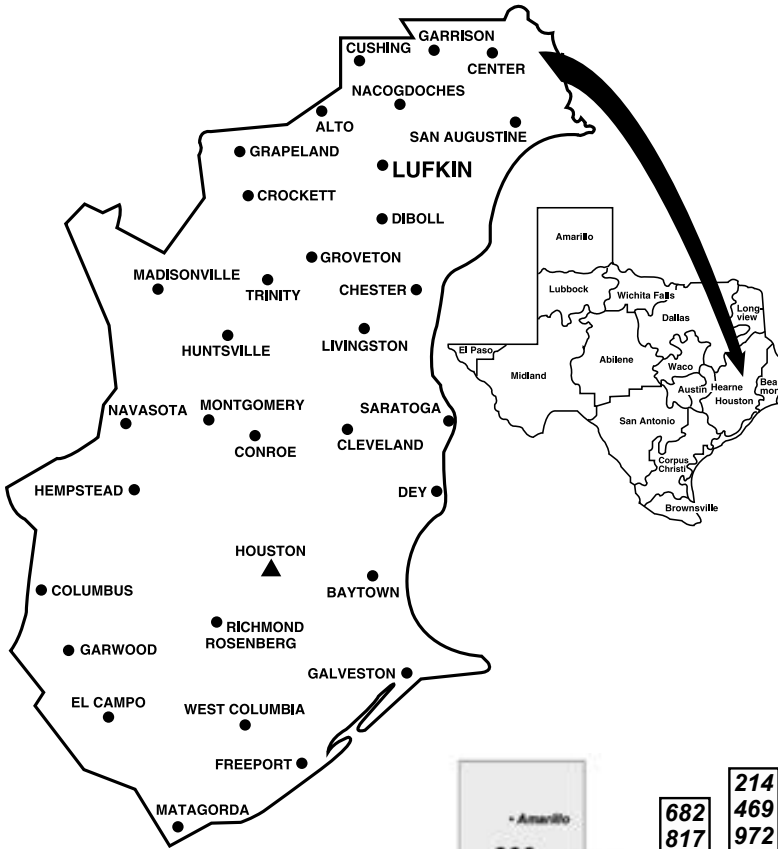 GARRISON
CUSHING
CENTER
NACOGDOCHES
ALTO
SAN AUGUSTINE
GRAPELAND
LUFKIN
CROCKETT
DIBOLL
GROVETON
MADISONVILLE
TRINITY
CHESTER
HUNTSVILLE
LIVINGSTON
NAVASOTA
MONTGOMERY
SARATOGA
CONROE
CLEVELAND
HEMPSTEAD
DEY
HOUSTON
COLUMBUS
BAYTOWN
RICHMOND
ROSENBERG
GARWOOD
GALVESTON
EL CAMPO
WEST COLUMBIA
FREEPORT
MATAGORDA
Amarillo
Lubbock
Wichita Falls
Long-
view
Dallas
El Paso
Abilene
Waco
Midland
Austin
Hearne
Bea
mon
Houston
San Antonio
Corpus
Christi
Brownsville
• Amarillo
682
817
214
469
972